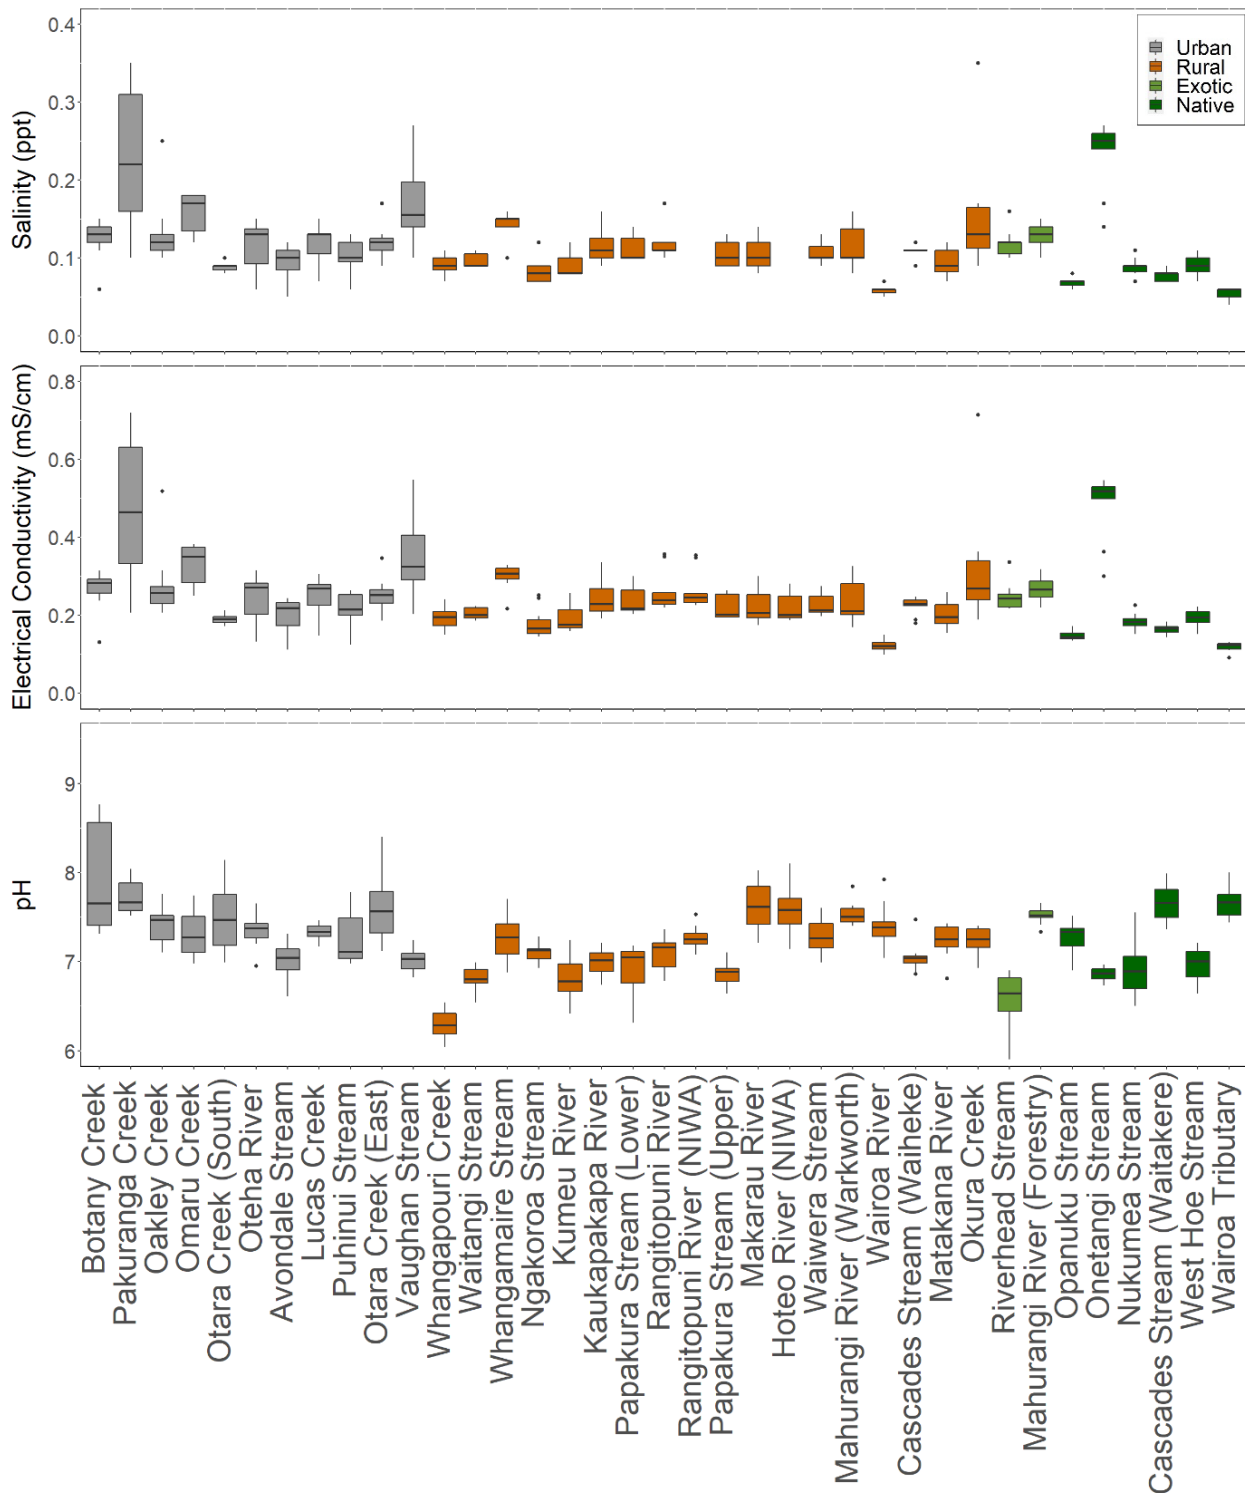 Salinity (ppt)
0.4
0.3
0.2
0.1
0.0
Urban
Rural
Exotic
Native
Electrical Conductivity (mS/cm)
0.8
0.6
0.4
0.2
0.0
pH
9
8
7
6
Botany Creek
Pakuranga Creek
Oakley Creek
Omaru Creek
Otara Creek (South)
Oteha River
Avondale Stream
Lucas Creek
Puhinui Stream
Otara Creek (East)
Vaughan Stream
Whangapouri Creek
Waitangi Stream
Whangamaire Stream
Ngakoroa Stream
Kumeu River
Kaukapakapa River
Papakura Stream (Lower)
Rangitopuni River
Rangitopuni River (NIWA)
Papakura Stream (Upper)
Makarau River
Hoteo River (NIWA)
Waiwera Stream
Mahurangi River (Warkworth)
Wairoa River
Cascades Stream (Waiheke)
Matakana River
Okura Creek
Riverhead Stream
Mahurangi River (Forestry)
Opanuku Stream
Onetangi Stream
Nukumea Stream
Cascades Stream (Waitakere)
West Hoe Stream
Wairoa Tributary